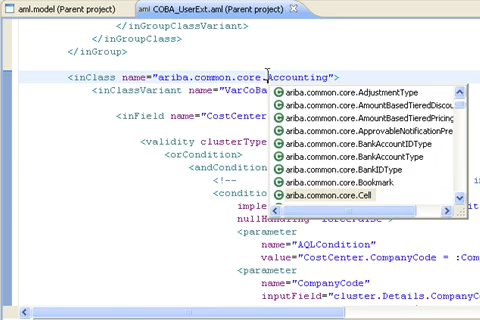 aml.model (Parent project)
COBA_UserExt.aml (Parent project)
</inGroupClassVariant>
</inGroupClass>
</inGroup>
<inClass name="ariba.common.core.Accounting">
<inClassVariant name="VarCoBa
<inField name="CostCenter
<validity clusterType
<orCondition>
<andCondition
<!--
<conditio
imple
nullHandling="
<parameter
name="AQLCondition"
value="CostCenter.CompanyCode = :Com
<parameter
name="CompanyCode"
inputField="cluster.Details.CompanyC
ariba.common.core.AdjustmentType
ariba.common.core.AmountBasedTieredDiscou
ariba.common.core.AmountBasedTieredPricing
ariba.common.core.ApprovableNotificationPre
ariba.common.core.BankAccountIDType
ariba.common.core.BankAccountType
ariba.common.core.BankIDType
ariba.common.core.Bookmark
ariba.common.core.Cell